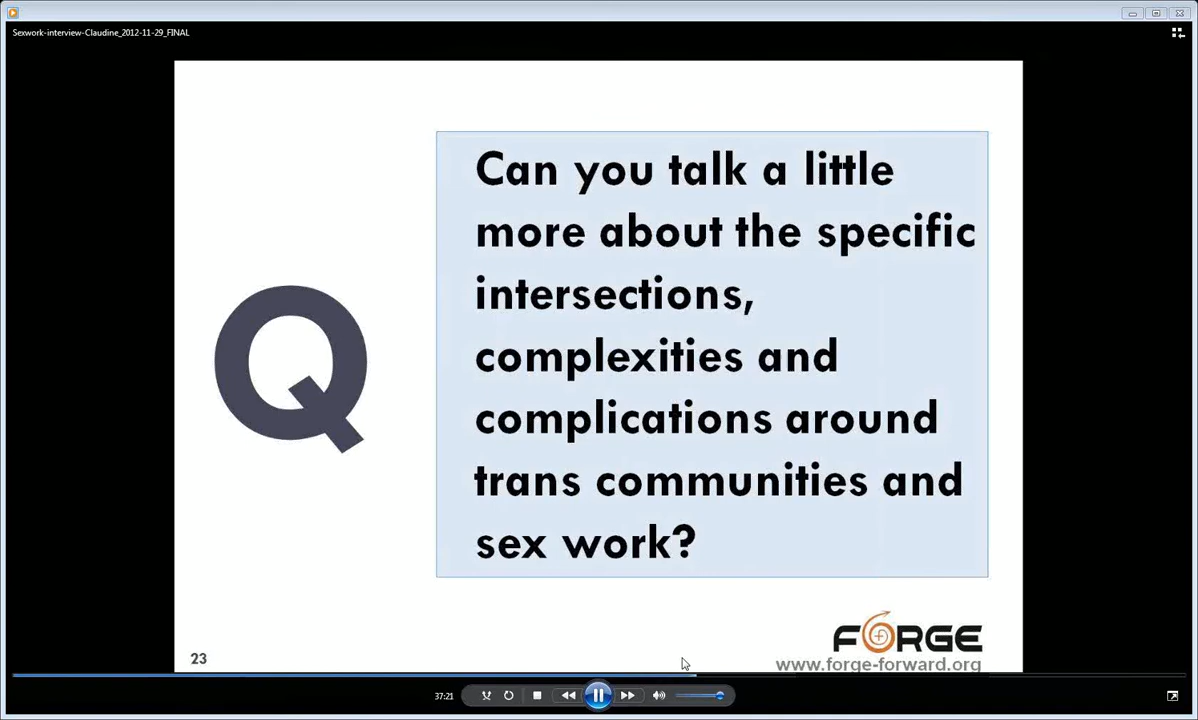 Sexwork-interview-Claudine_2012-11-29_FINAL
Q
Can you talk a little
more about the specific
intersections,
complexities and
complications around
trans communities and
sex work?
FORGE
www.forge-forward.org
23
37:21